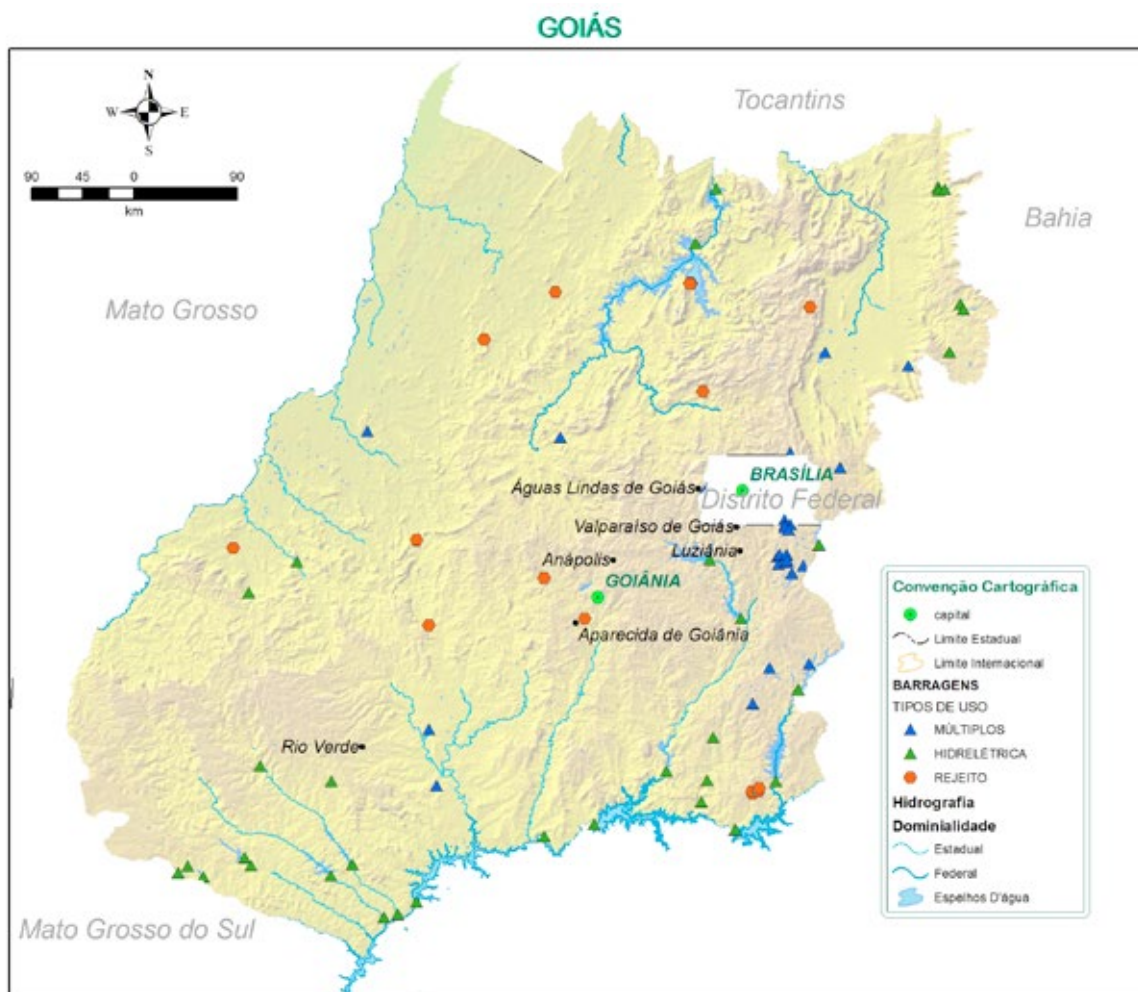 GOIÁS
N
W E
S
90 45 0 90
km
Tocantins
Bahia
Mato Grosso
BRASÍLIA
Águas Lindas de Goiás
Distrito Federal
Valparaíso de Goiás
Luziânia
Anápolis
GOIÂNIA
Aparecida de Goiânia
Rio Verde
Mato Grosso do Sul
Convenção Cartográfica
capital
Limite Estadual
Limite Internacional
BARRAGENS
TIPOS DE USO
MÚLTIPLOS
HIDRELÉTRICA
REJEITO
Hidrografia
Dominialidade
Estadual
Federal
Espelhos D'água